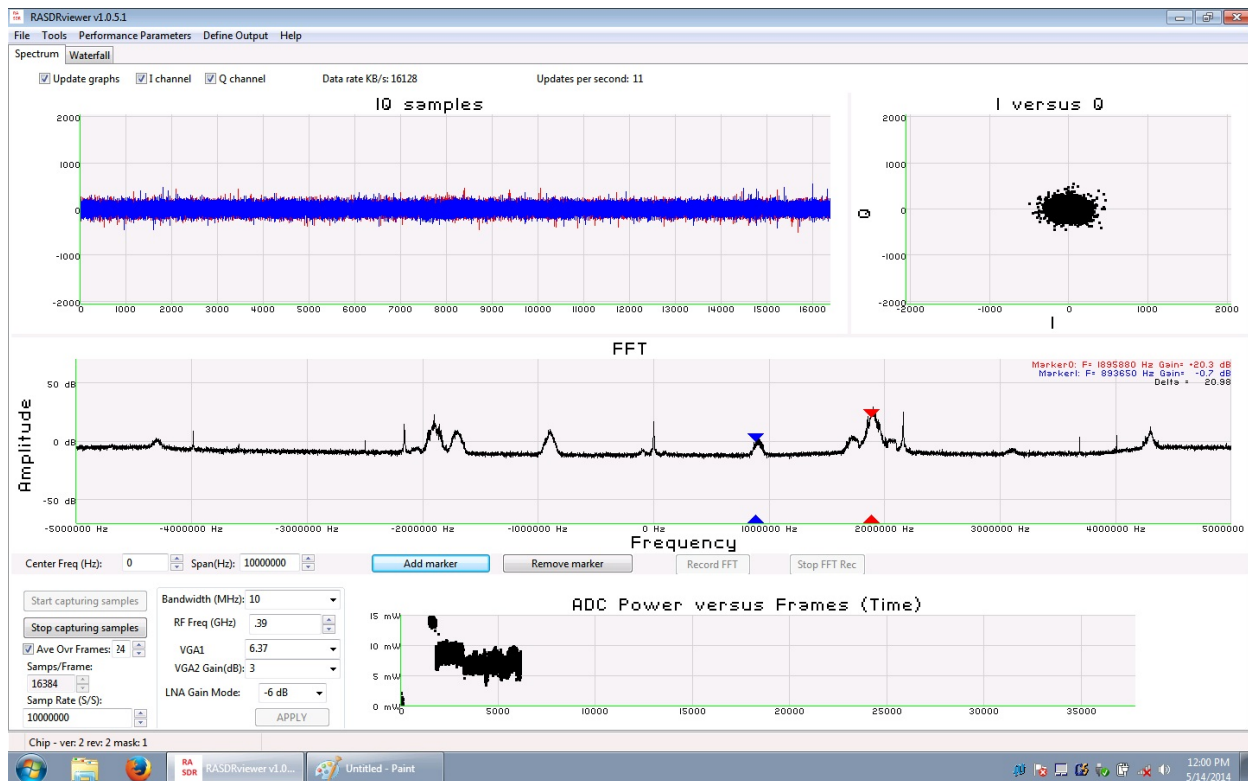 RASDRviewer v1.0.5.1
File Tools Performance Parameters Define Output Help
Spectrum Waterfall
Update graphs I channel Q channel Data rate KB/s: 16128 Updates per second: 11
IQ samples
2000
1000
0
-1000
-2000
0 1000 2000 3000 4000 5000 6000 7000 8000 9000 10000 11000 12000 13000 14000 15000 16000
I versus Q
2000
1000
Q
0
-1000
-2000
-2000 -1000 0 1000 2000
I
FFT
Marker0: F= 1895880 Hz Gain= +20.3 dB
Marker1: F= 893650 Hz Gain= -0.7 dB
Delta = 20.98
Amplitude
50 dB
0 dB
-50 dB
-5000000 Hz -4000000 Hz -3000000 Hz -2000000 Hz -1000000 Hz 0 Hz 1000000 Hz 2000000 Hz 3000000 Hz 4000000 Hz 5000000
Frequency
Center Freq (Hz): 0 Span(Hz): 10000000 Add marker Remove marker Record FFT Stop FFT Rec
Start capturing samples
Stop capturing samples
Ave Ovr Frames: 24
Samps/Frame:
16384
Samp Rate (S/S):
10000000
Bandwidth (MHz): 10
RF Freq (GHz) .39
VGA1 6.37
VGA2 Gain(dB): 3
LNA Gain Mode: -6 dB
APPLY
ADC Power versus Frames (Time)
15 mW
10 mW
5 mW
0 mW
0 5000 10000 15000 20000 25000 30000 35000
Chip - ver: 2 rev: 2 mask: 1
RA
SDR
RASDRviewer v1.0...
Untitled - Paint
12:00 PM
5/14/2014